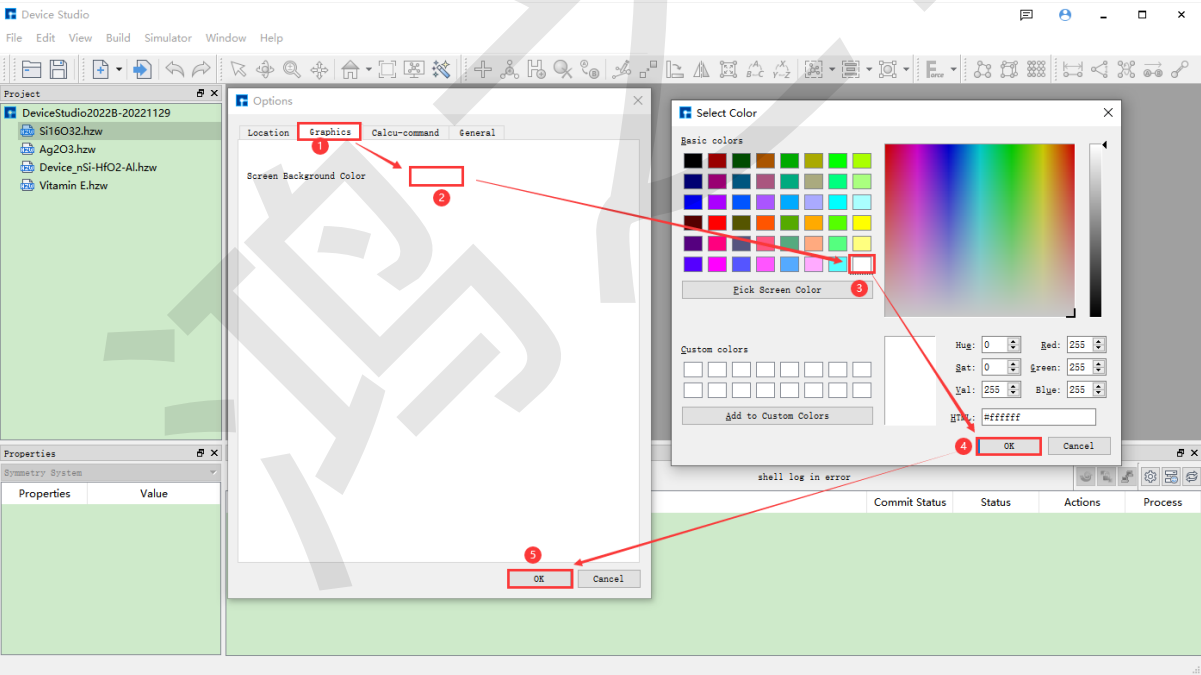 Device Studio
File Edit View Build Simulator Window Help
Project
DeviceStudio2022B-20221129
Si16O32.hzw
Ag2O3.hzw
Device_nSi-HfO2-Al.hzw
Vitamin E.hzw
Options
Location Graphics Calcu-command General
1
Screen Background Color
2
Select Color
Basic colors
3
Pick Screen Color
Custom colors
Add to Custom Colors
Hue: 0 Red: 255
Sat: 0 Green: 255
Val: 255 Blue: 255
HTML: #ffffff
4 OK Cancel
5
OK Cancel
Properties
Symmetry System
Properties Value
shell log in error
Commit Status Status Actions Process